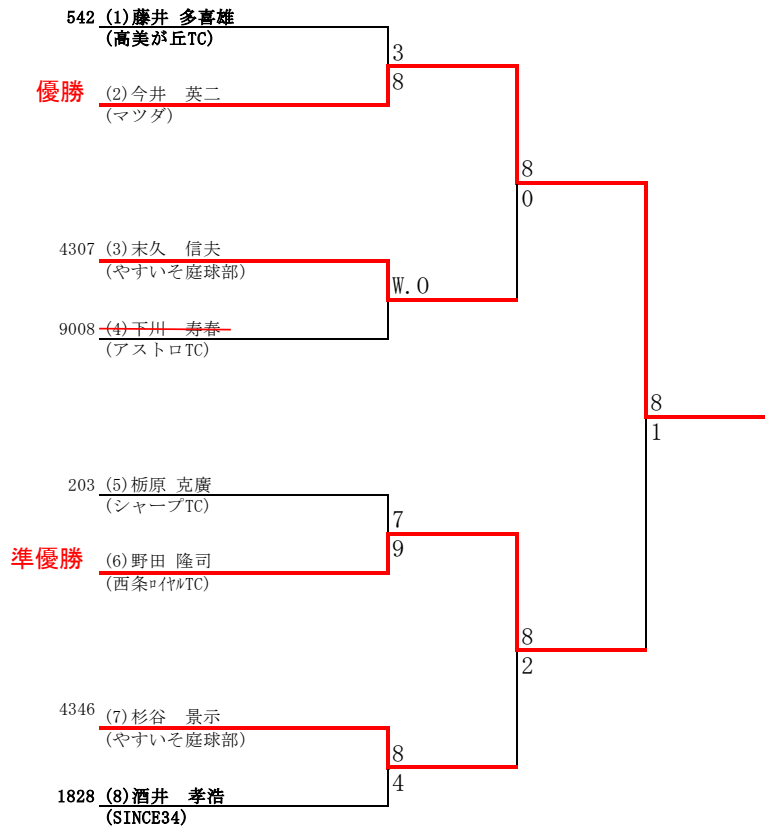 542 (1)藤井 多喜雄
(高美が丘TC)
3
8
優勝 (2)今井 英二
(マツダ)
8
0
4307 (3)末久 信夫
(やすいそ庭球部)
W.O
9008 (4)下川 寿春
(アストロTC)
8
1
203 (5)栃原 克廣
(シャープTC)
7
9
準優勝 (6)野田 隆司
(西条ﾛｲﾔﾙTC)
8
2
4346 (7)杉谷 景示
(やすいそ庭球部)
8
4
1828 (8)酒井 孝浩
(SINCE34)